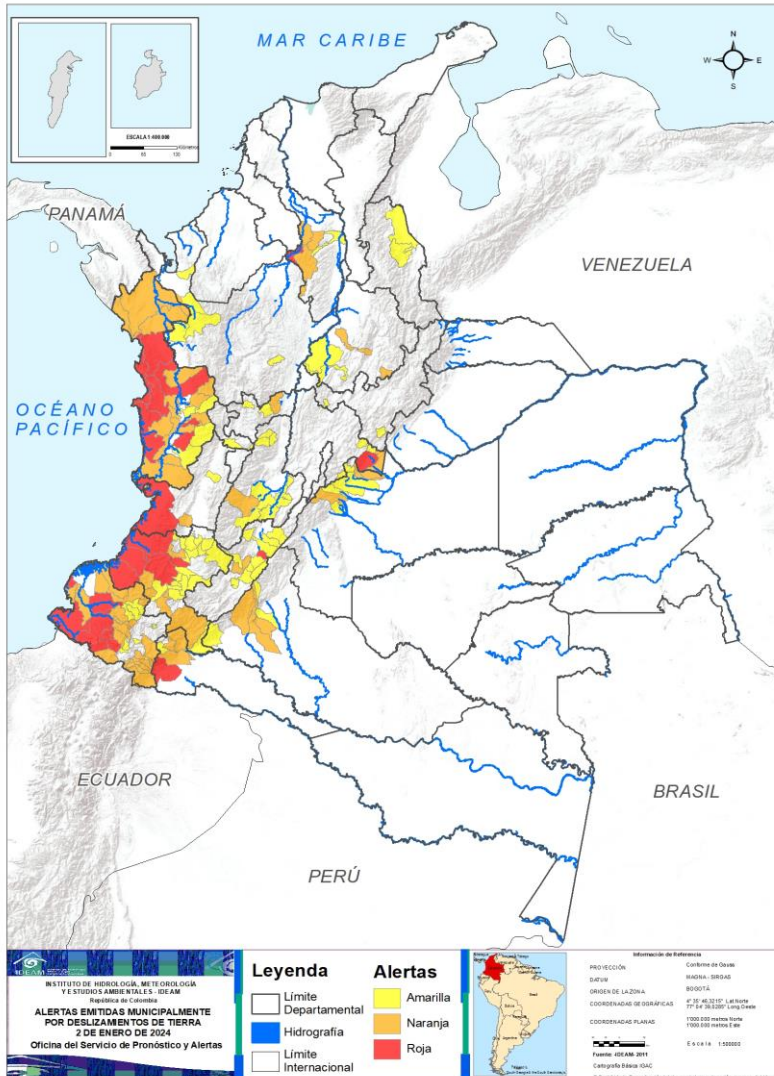 MAR CARIBE
N
W
E
S
ESCALA 1:400.000
PANAMÁ
VENEZUELA
OCÉANO
PACÍFICO
ECUADOR
BRASIL
PERÚ
IDEAM
INSTITUTO DE HIDROLOGÍA, METEOROLOGÍA
Y ESTUDIOS AMBIENTALES - IDEAM
República de Colombia
ALERTAS EMITIDAS MUNICIPALMENTE
POR DESLIZAMIENTOS DE TIERRA
2 DE ENERO DE 2024
Oficina del Servicio de Pronóstico y Alertas
Leyenda
Límite
Departamental
Hidrografía
Límite
Internacional
Alertas
Amarilla
Naranja
Roja
Información de Referencia
PROYECCIÓN Conforme de Gauss
DATUM MAGNA - SIRGAS
ORIGEN DE LA ZONA BOGOTÁ
COORDENADAS GEOGRÁFICAS
COORDENADAS PLANAS 1'000.000 metros Norte
1'000.000 metros Este
Escala 1:500000
Fuente: IDEAM- 2011
Cartografía Básica IGAC